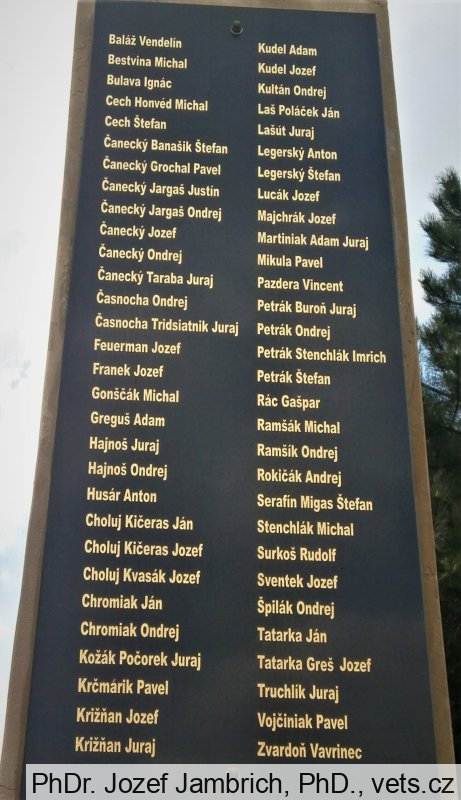 Baláž Vendelín
Bestvina Michal
Bulava Ignác
Cech Honvéd Michal
Cech Štefan
Čanecký Banašik Štefan
Čanecký Grochal Pavel
Čanecký Jargaš Justín
Čanecký Jargaš Ondrej
Čanecký Jozef
Čanecký Ondrej
Čanecký Taraba Juraj
Časnocha Ondrej
Časnocha Tridsiatnik Juraj
Feuerman Jozef
Franek Jozef
Gonščák Michal
Greguš Adam
Hajnoš Juraj
Hajnoš Ondrej
Husár Anton
Choluj Kičeras Ján
Choluj Kičeras Jozef
Choluj Kvasák Jozef
Chromiak Ján
Chromiak Ondrej
Kožák Počorek Juraj
Krčmárik Pavel
Križňan Jozef
Križňan Juraj
Kudel Adam
Kudel Jozef
Kultán Ondrej
Laš Poláček Ján
Lašút Juraj
Legerský Anton
Legerský Štefan
Lucák Jozef
Majchrák Jozef
Martiniak Adam Juraj
Mikula Pavel
Pazdera Vincent
Petrák Buroň Juraj
Petrák Ondrej
Petrák Stenchlák Imrich
Petrák Štefan
Rác Gašpar
Ramšák Michal
Ramšík Ondrej
Rokičák Andrej
Serafín Migas Štefan
Stenchlák Michal
Surkoš Rudolf
Sventek Jozef
Špilák Ondrej
Tatarka Ján
Tatarka Greš Jozef
Truchlík Juraj
Vojčiniak Pavel
Zvardoň Vavrinec
PhDr. Jozef Jambrich, PhD., vets.cz